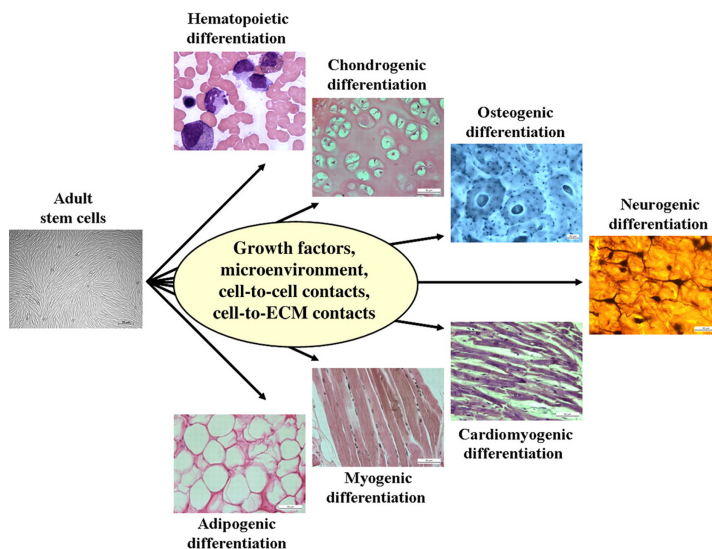 Hematopoietic
differentiation
Chondrogenic
differentiation
Osteogenic
differentiation
Adult
stem cells
Neurogenic
differentiation
Growth factors,
microenvironment,
cell-to-cell contacts,
cell-to-ECM contacts
Cardiomyogenic
differentiation
Myogenic
differentiation
Adipogenic
differentiation